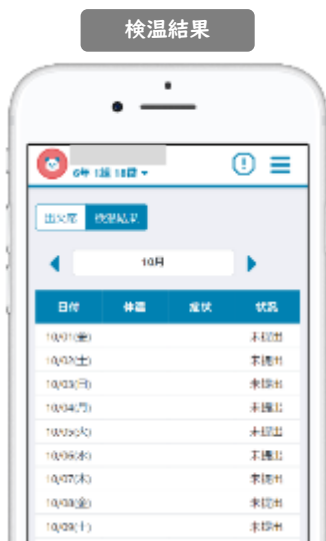 検温結果
6年 1組 18番
出欠席 検温結果
10月
日付 体温 症状 状況
10/01(金) 未提出
10/02(土) 未提出
10/03(日) 未提出
10/04(月) 未提出
10/05(火) 未提出
10/06(水) 未提出
10/07(木) 未提出
10/08(金) 未提出
10/09(土) 未提出